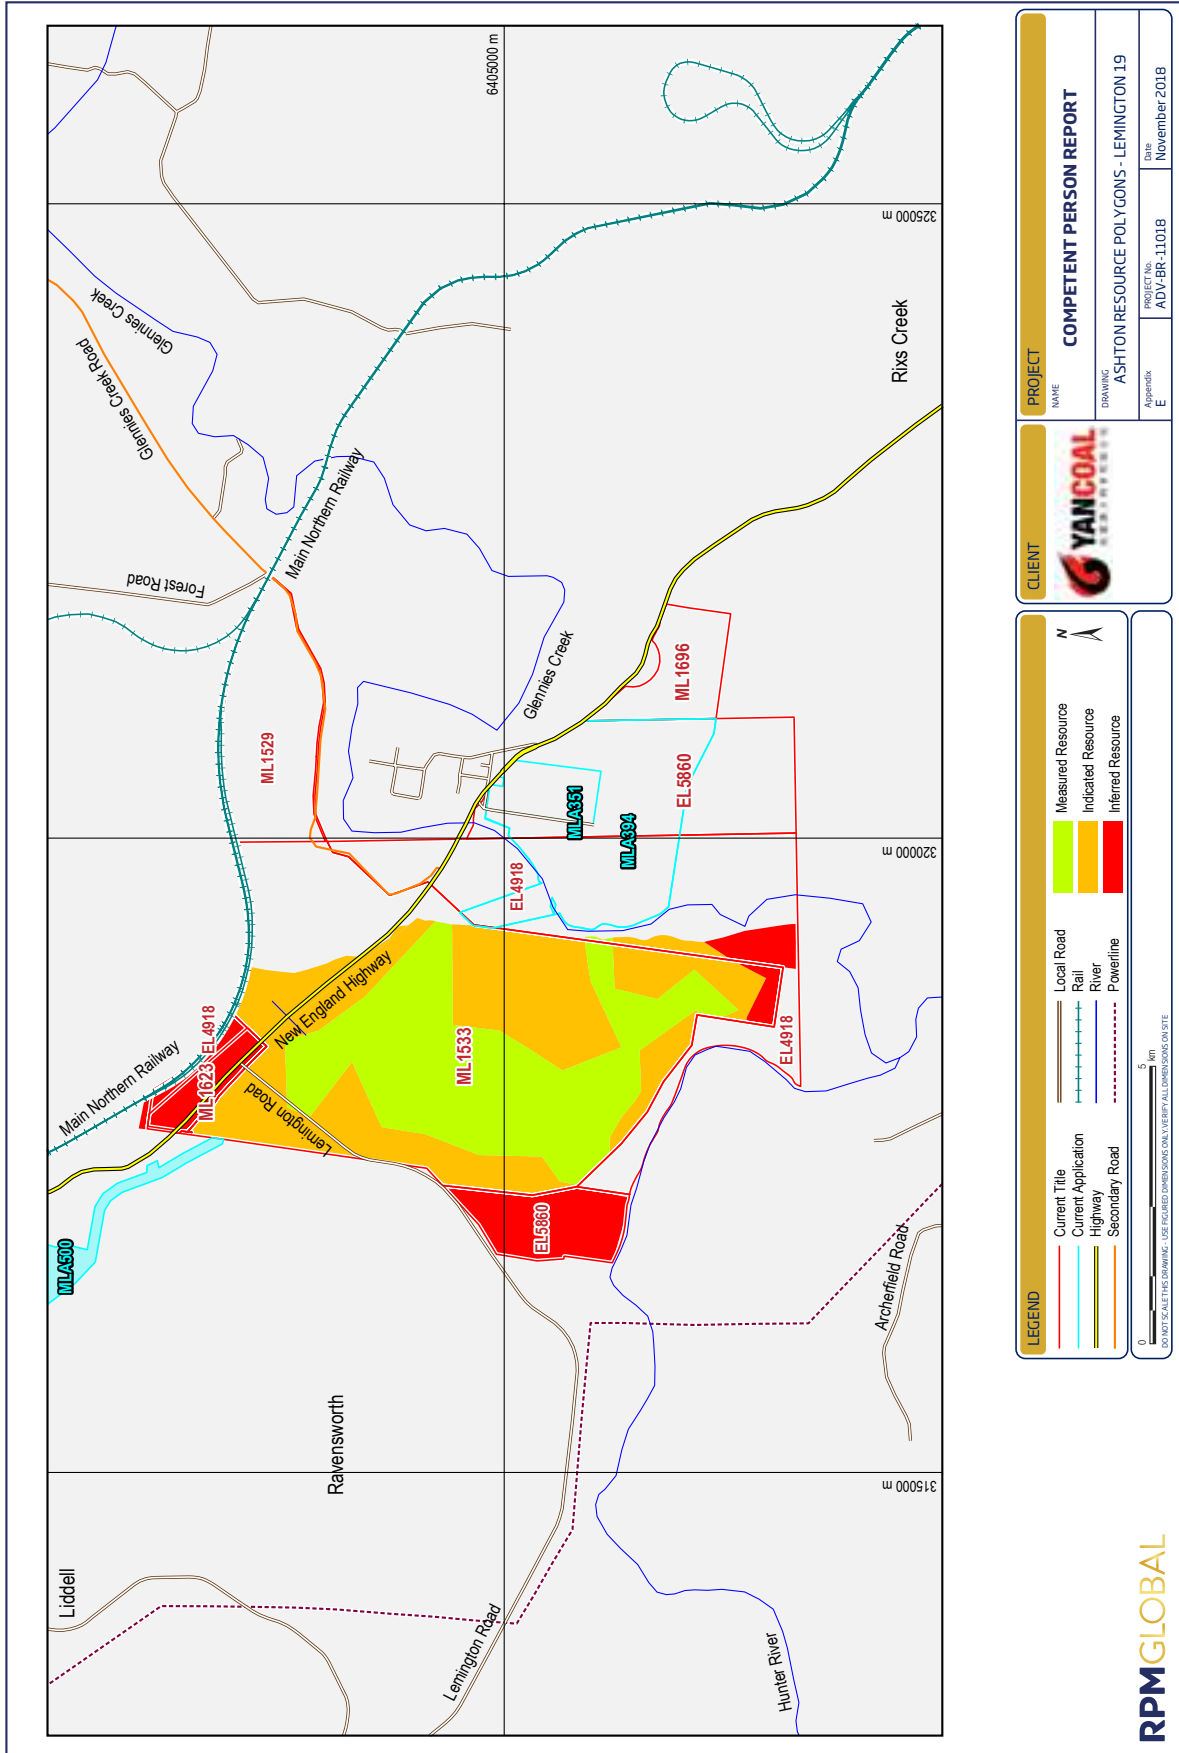 Liddell
Ravensworth
MLA500
Main Northern Railway
ML1623
EL4918
New England Highway
Lemington Road
ML1529
Forest Road
Main Northern Railway
Glennies Creek Road
Glennies Creek
6405000 m
ML1533
EL5860
EL4918
MLA351
MLA394
EL5860
ML1696
Glennies Creek
Rixs Creek
EL4918
Lemington Road
Hunter River
Archerfield Road
315000 m
320000 m
325000 m
LEGEND
Current Title
Current Application
Highway
Secondary Road
Local Road
Rail
River
Powerline
Measured Resource
Indicated Resource
Inferred Resource
N
0
5
km
DO NOT SCALE THIS DRAWING - USE FIGURED DIMENSIONS ONLY. VERIFY ALL DIMENSIONS ON SITE
CLIENT
YANCOAL
PROJECT
NAME
COMPETENT PERSON REPORT
DRAWING
ASHTON RESOURCE POLYGONS - LEMINGTON 19
Appendix
E
PROJECT No.
ADV-BR-11018
Date
November 2018
RPMGLOBAL